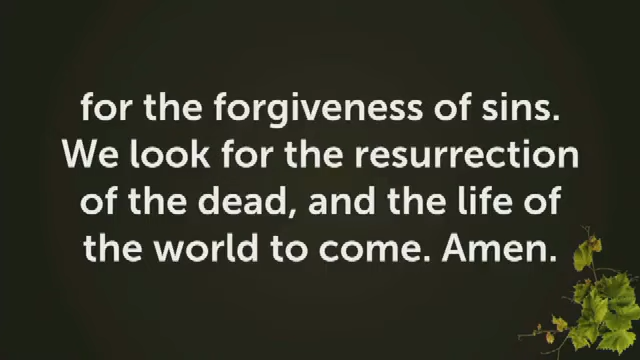 for the forgiveness of sins.
We look for the resurrection
of the dead, and the life of
the world to come. Amen.